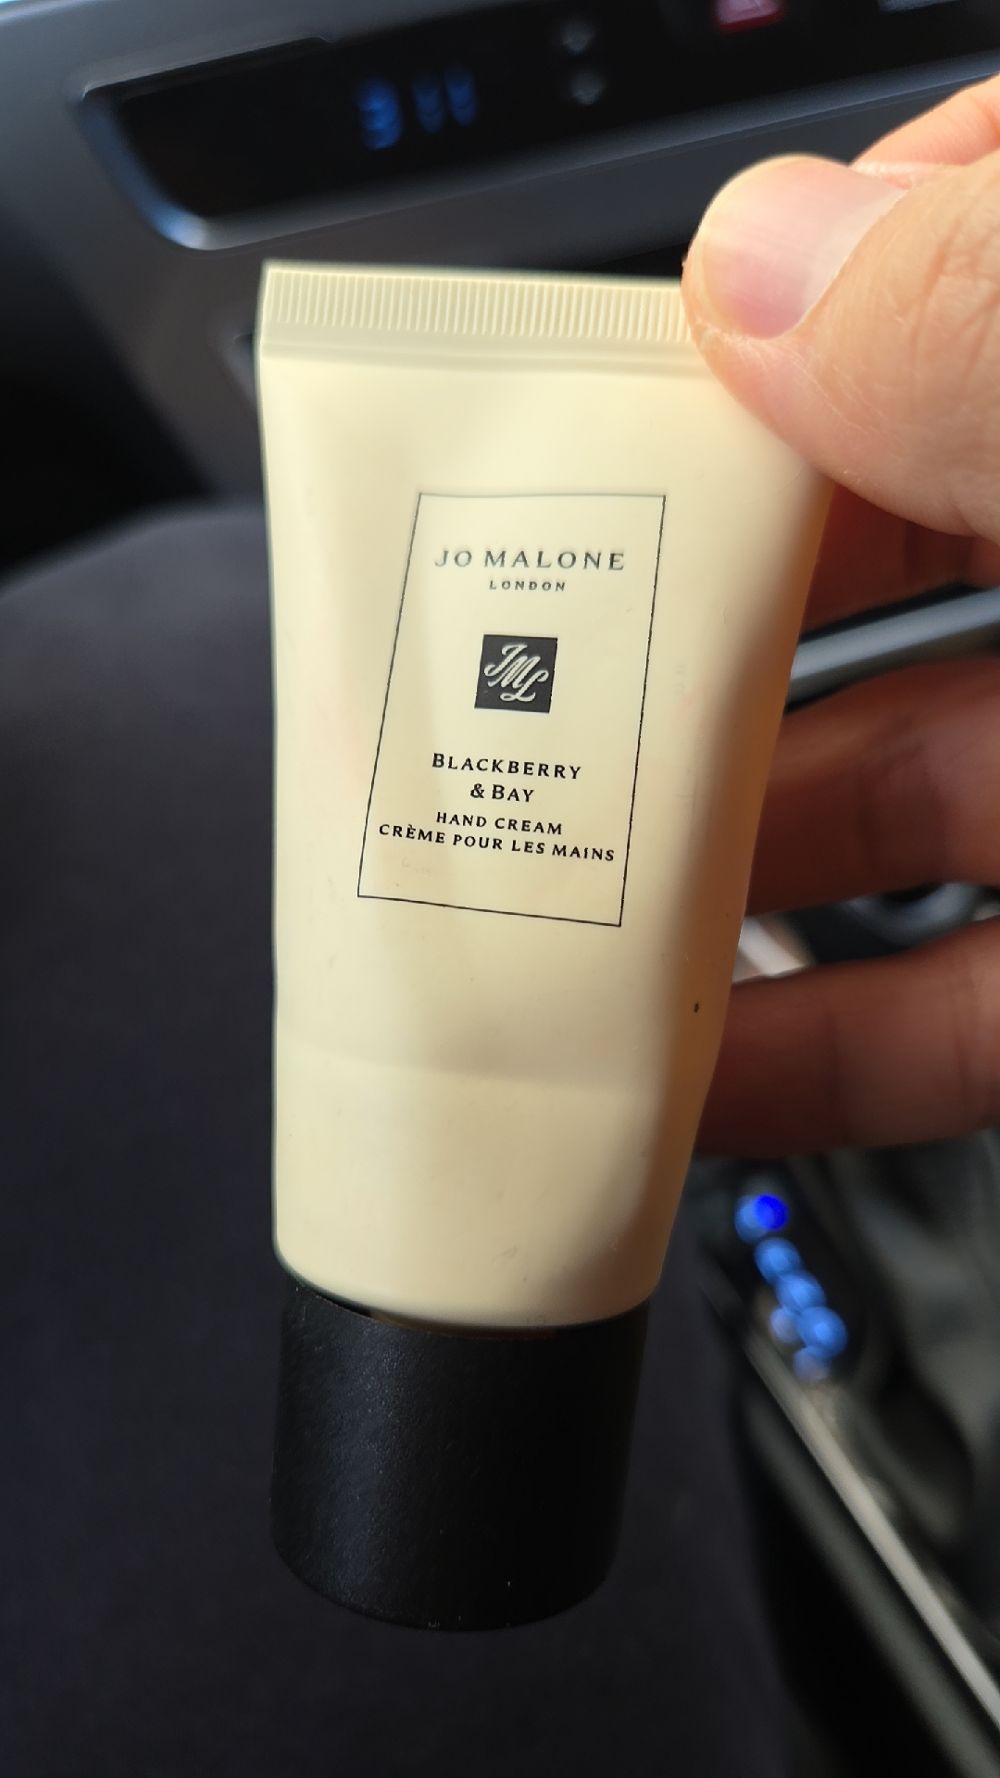 JO MALONE
LONDON
JML
BLACKBERRY
& BAY
HAND CREAM
CRÈME POUR LES MAINS